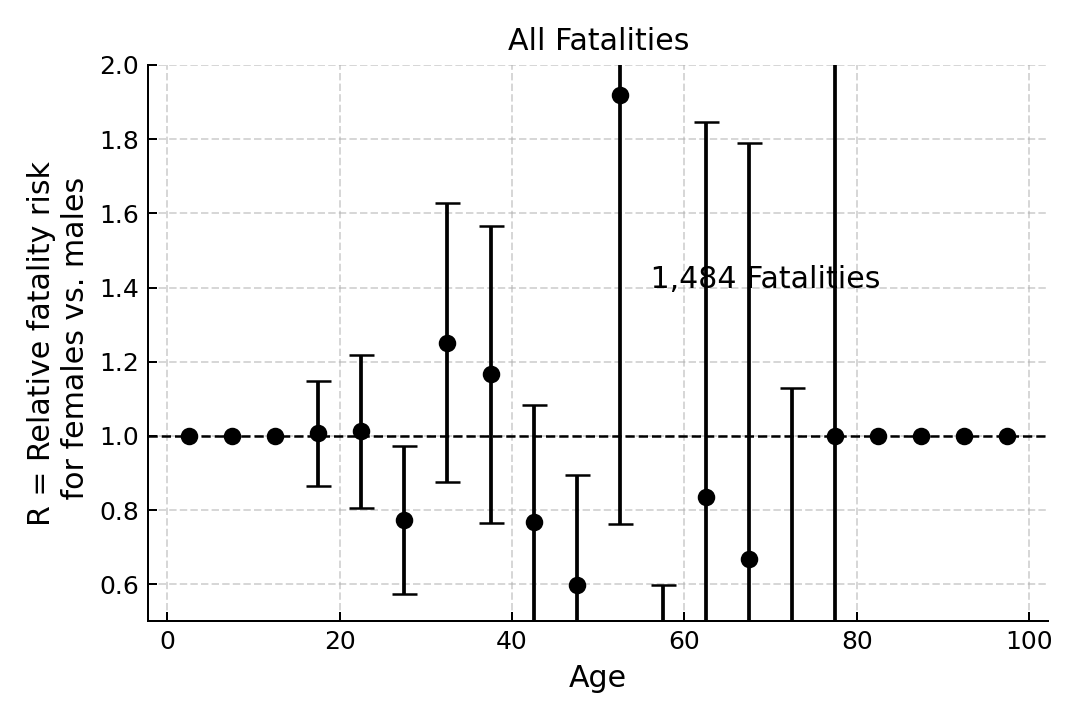 All Fatalities
R = Relative fatality risk
for females vs. males
2.0
1.8
1.6
1.4
1.2
1.0
0.8
0.6
1,484 Fatalities
0 20 40 60 80 100
Age